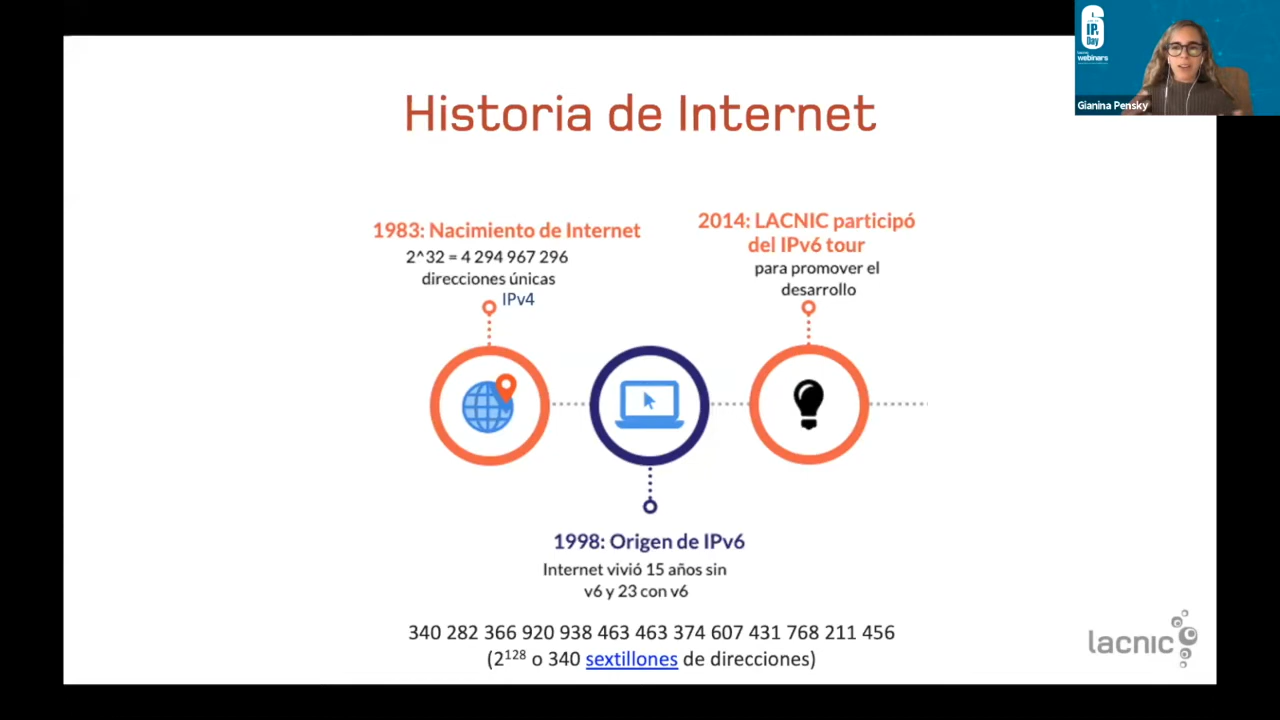 Historia de Internet
1983: Nacimiento de Internet
2^32 = 4 294 967 296
direcciones únicas
IPv4
2014: LACNIC participó
del IPv6 tour
para promover el
desarrollo
1998: Origen de IPv6
Internet vivió 15 años sin
v6 y 23 con v6
340 282 366 920 938 463 463 374 607 431 768 211 456
(2¹²⁸ o 340 sextillones de direcciones)
lacnic
6
IPv6
Day
webinars
Gianina Pensky